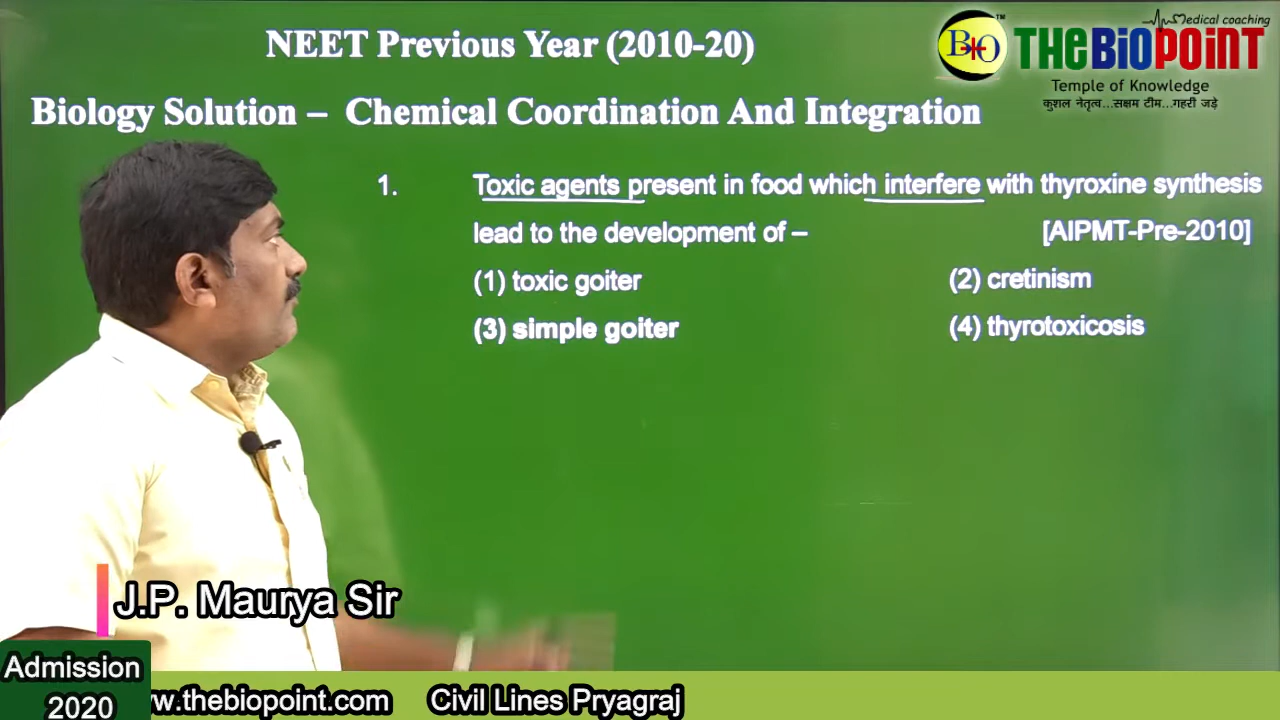 NEET Previous Year (2010-20)
Medical coaching
BIO
TM
THEBiOPOiNT
Temple of Knowledge
कुशल नेतृत्व...सक्षम टीम...गहरी जड़े
Biology Solution – Chemical Coordination And Integration
1. Toxic agents present in food which interfere with thyroxine synthesis
lead to the development of – [AIPMT-Pre-2010]
(1) toxic goiter (2) cretinism
(3) simple goiter (4) thyrotoxicosis
J.P. Maurya Sir
Admission
2020
w.thebiopoint.com Civil Lines Pryagraj